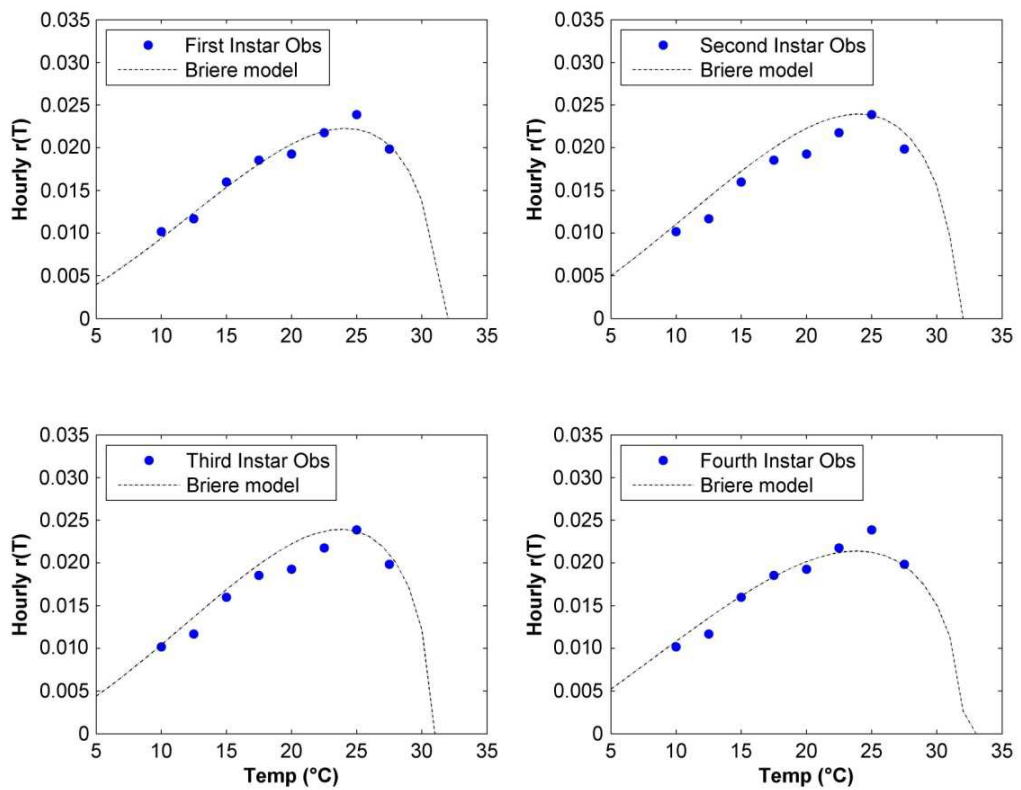 0.035
0.030
0.025
0.020
0.015
0.010
0.005
0
Hourly r(T)
First Instar Obs
Briere model
5 10 15 20 25 30 35
0.035
0.030
0.025
0.020
0.015
0.010
0.005
0
Hourly r(T)
Second Instar Obs
Briere model
5 10 15 20 25 30 35
0.035
0.030
0.025
0.020
0.015
0.010
0.005
0
Hourly r(T)
Third Instar Obs
Briere model
5 10 15 20 25 30 35
Temp (°C)
0.035
0.030
0.025
0.020
0.015
0.010
0.005
0
Hourly r(T)
Fourth Instar Obs
Briere model
5 10 15 20 25 30 35
Temp (°C)